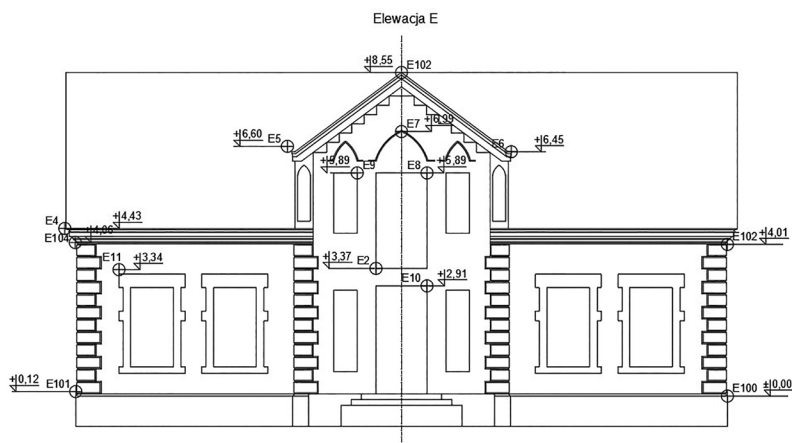 Elewacja E
+8,55 E102
E7 +6,99
+6,60 E5
E6 +6,45
+5,89 E9
E8 +5,89
E4 +4,43
E104 +4,06
E102 +4,01
E11 +3,34
+3,37 E2
E10 +2,91
+0,12 E101
E100 ±0,00